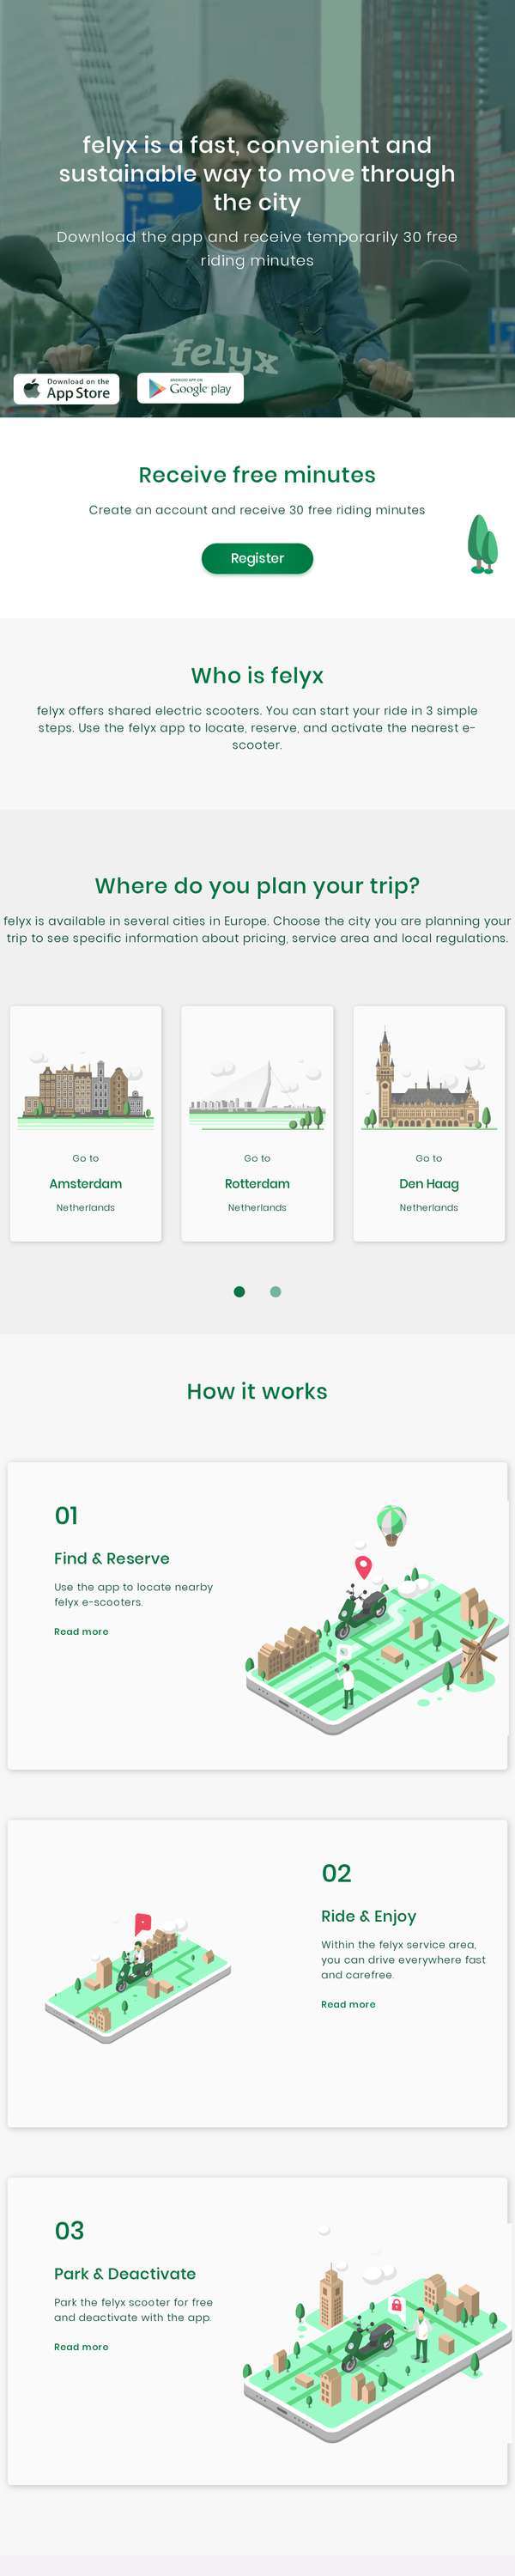 felyx is a fast, convenient and
sustainable way to move through
the city
Download the app and receive temporarily 30 free
riding minutes
felyx
Download on the
App Store
ANDROID APP ON
Google play
Receive free minutes
Create an account and receive 30 free riding minutes
Register
Who is felyx
felyx offers shared electric scooters. You can start your ride in 3 simple
steps. Use the felyx app to locate, reserve, and activate the nearest e-
scooter.
Where do you plan your trip?
felyx is available in several cities in Europe. Choose the city you are planning your
trip to see specific information about pricing, service area and local regulations.
Go to
Amsterdam
Netherlands
Go to
Rotterdam
Netherlands
Go to
Den Haag
Netherlands
How it works
01
Find & Reserve
Use the app to locate nearby
felyx e-scooters.
Read more
02
Ride & Enjoy
Within the felyx service area,
you can drive everywhere fast
and carefree.
Read more
03
Park & Deactivate
Park the felyx scooter for free
and deactivate with the app.
Read more